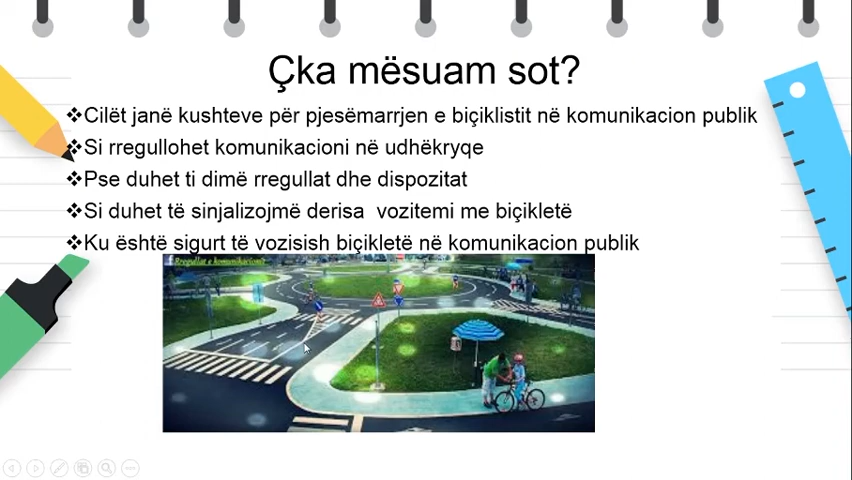 Çka mësuam sot?
❖Cilët janë kushteve për pjesëmarrjen e biçiklistit në komunikacion publik
❖Si rregullohet komunikacioni në udhëkryqe
❖Pse duhet ti dimë rregullat dhe dispozitat
❖Si duhet të sinjalizojmë derisa vozitemi me biçikletë
❖Ku është sigurt të vozisish biçikletë në komunikacion publik
Rregullat e komunikacionit